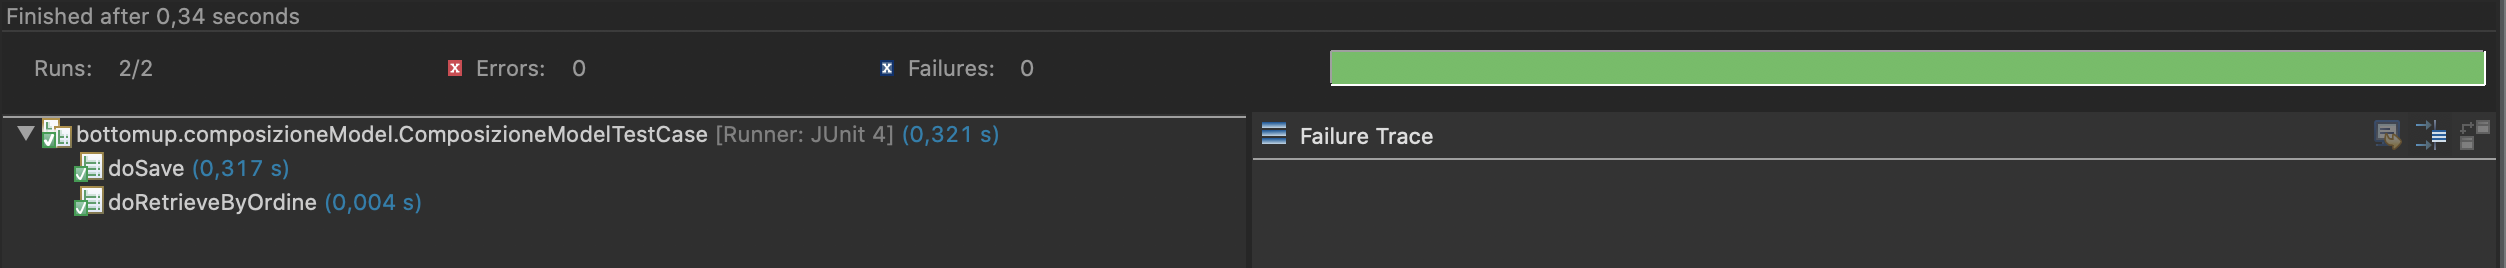 Finished after 0,34 seconds
Runs: 2/2 Errors: 0 Failures: 0
bottomup.composizioneModel.ComposizioneModelTestCase [Runner: JUnit 4] (0,321 s)
doSave (0,317 s)
doRetrieveByOrdine (0,004 s)
Failure Trace